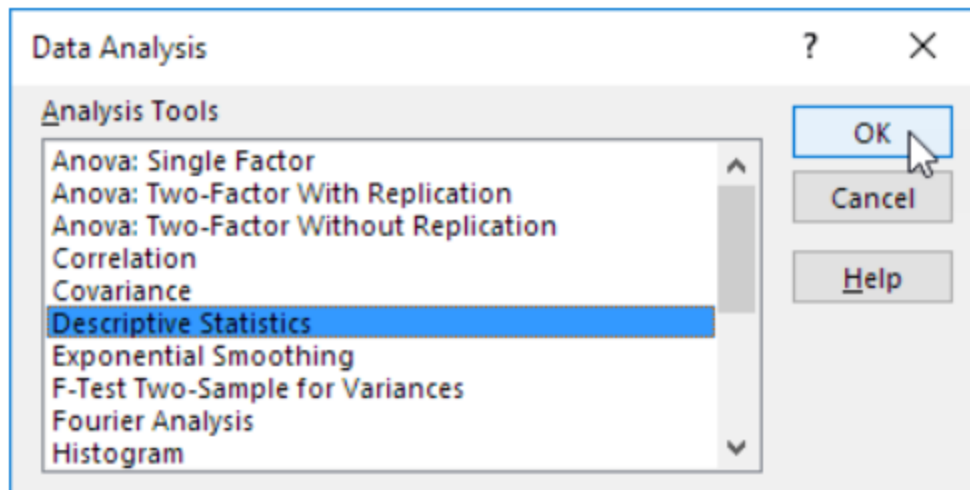 Data Analysis
?
Analysis Tools
Anova: Single Factor
Anova: Two-Factor With Replication
Anova: Two-Factor Without Replication
Correlation
Covariance
Descriptive Statistics
Exponential Smoothing
F-Test Two-Sample for Variances
Fourier Analysis
Histogram
OK
Cancel
Help